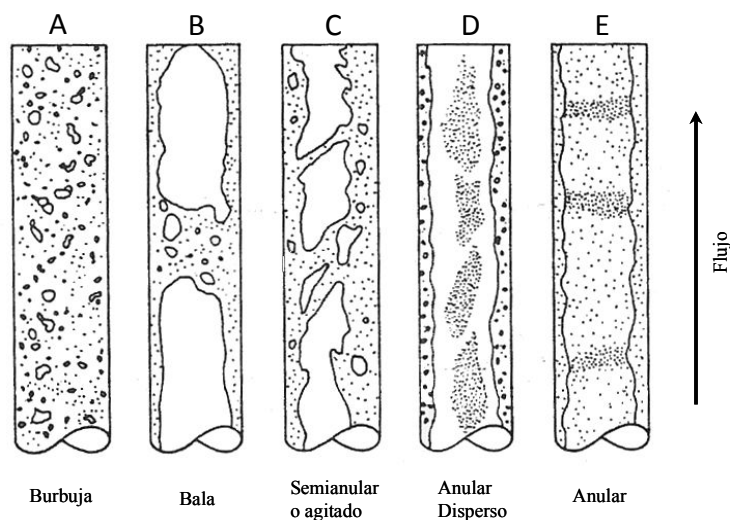 A B C D E
Flujo
Burbuja
Bala
Semianular
o agitado
Anular
Disperso
Anular